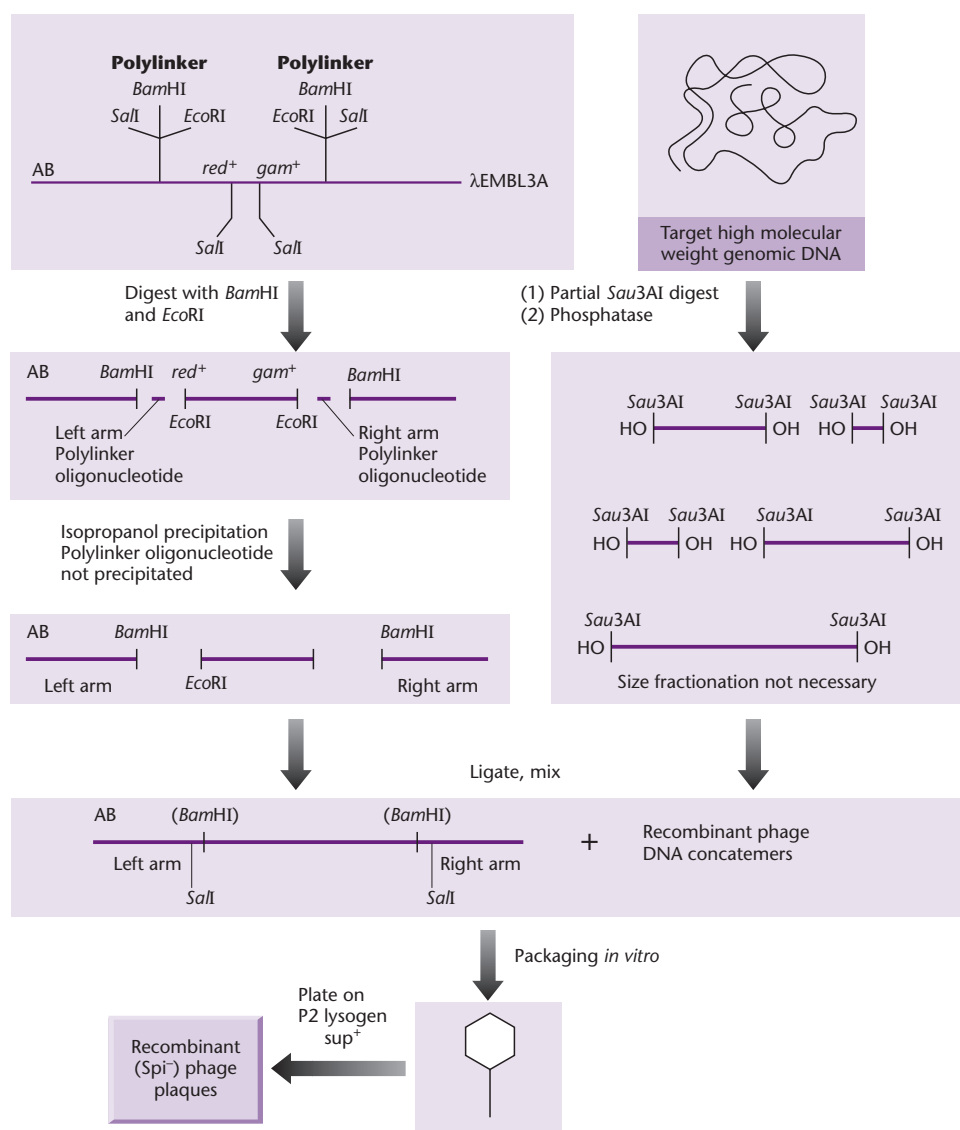 Polylinker
BamHI
SalI
EcoRI
Polylinker
BamHI
EcoRI
SalI
AB
red+
gam+
λEMBL3A
SalI
SalI
Target high molecular
weight genomic DNA
Digest with BamHI
and EcoRI
(1) Partial Sau3AI digest
(2) Phosphatase
AB
BamHI
red+
gam+
BamHI
EcoRI
EcoRI
Left arm
Polylinker
oligonucleotide
Right arm
Polylinker
oligonucleotide
Sau3AI
Sau3AI
Sau3AI
Sau3AI
HO
OH
HO
OH
Sau3AI
Sau3AI
Sau3AI
Sau3AI
HO
OH
HO
OH
Sau3AI
Sau3AI
HO
OH
Size fractionation not necessary
Isopropanol precipitation
Polylinker oligonucleotide
not precipitated
AB
BamHI
BamHI
Left arm
EcoRI
Right arm
Ligate, mix
AB
(BamHI)
(BamHI)
Left arm
Right arm
SalI
SalI
+
Recombinant phage
DNA concatemers
Packaging in vitro
Plate on
P2 lysogen
sup+
Recombinant
(Spi–) phage
plaques